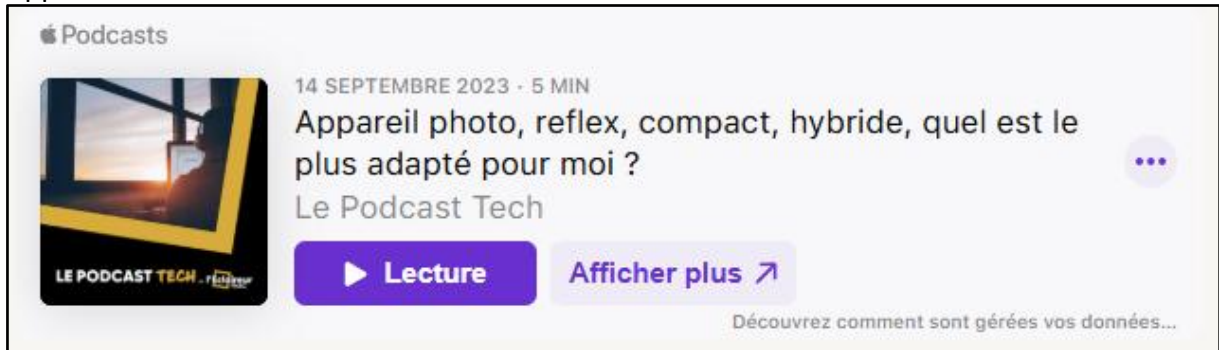 Podcasts
14 SEPTEMBRE 2023 · 5 MIN
Appareil photo, reflex, compact, hybride, quel est le
plus adapté pour moi ?
Le Podcast Tech
LE PODCAST TECH
l'Éclaireur
Lecture
Afficher plus
Découvrez comment sont gérées vos données...